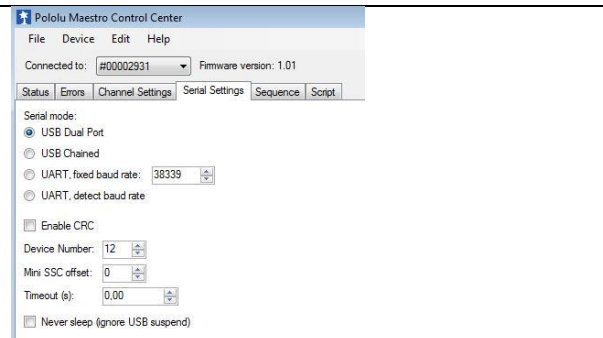 Pololu Maestro Control Center
File Device Edit Help
Connected to: #00002931 Firmware version: 1.01
Status Errors Channel Settings Serial Settings Sequence Script
Serial mode:
USB Dual Port
USB Chained
UART, fixed baud rate: 38339
UART, detect baud rate
Enable CRC
Device Number: 12
Mini SSC offset: 0
Timeout (s): 0,00
Never sleep (ignore USB suspend)